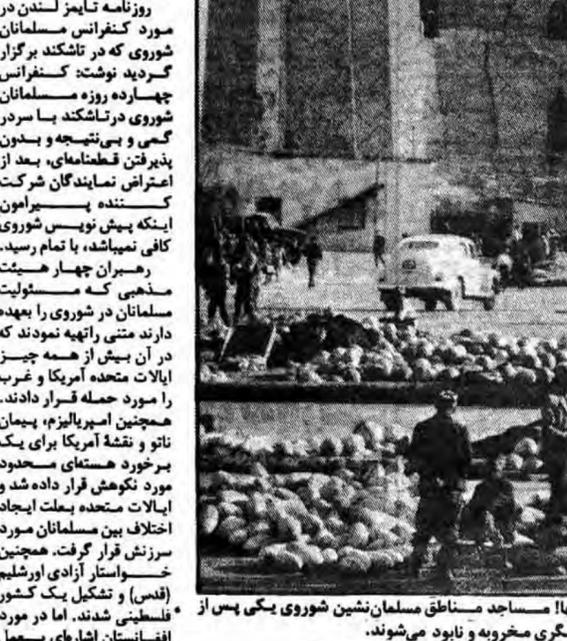 روزنامه تایمز لندن در
مورد کنفرانس مسلمانان
شوروی که در تاشکند برگزار
گردید نوشت: کنفرانس
چهارده روزه مسلمانان
شوروی درتاشکند با سردر
گمی و بی‌نتیجه و بدون
پذیرفتن قطعنامه‌ای، بعد از
اعتراض نمایندگان شرکت
کننده پیرامون
اینکه پیش نویس شوروی
کافی نمیباشد، با تمام رسید.
رهبران چهار هیئت
مذهبی که مسئولیت
مسلمانان در شوروی را بعهده
دارند متنی راتهیه نمودند که
در آن بیش از همه چیز
ایالات متحده آمریکا و غرب
را مورد حمله قرار دادند.
همچنین امپریالیزم، پیمان
ناتو و نقشهٔ آمریکا برای یک
برخورد هسته‌ای محدود
مورد نکوهش قرار داده شد و
ایالات متحده بعلت ایجاد
اختلاف بین مسلمانان مورد
سرزنش قرار گرفت. همچنین
خواستار آزادی اورشلیم
(قدس) و تشکیل یک کشور
فلسطینی شدند. اما در مورد
افغانستان اشاره‌ای بعمل
ها! مساجد مناطق مسلمان‌نشین شوروی یکی پس از
گری مخروبه و نابود می‌شوند.